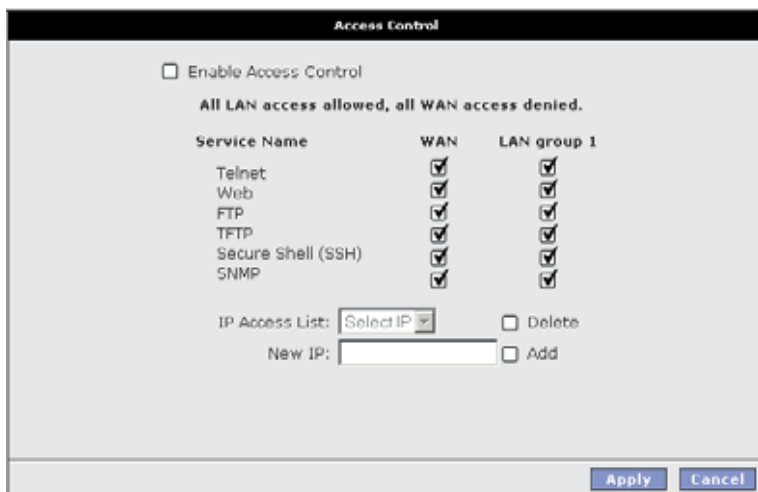 Access Control
Enable Access Control
All LAN access allowed, all WAN access denied.
Service Name WAN LAN group 1
Telnet
Web
FTP
TFTP
Secure Shell (SSH)
SNMP
IP Access List: Select IP Delete
New IP: Add
Apply Cancel